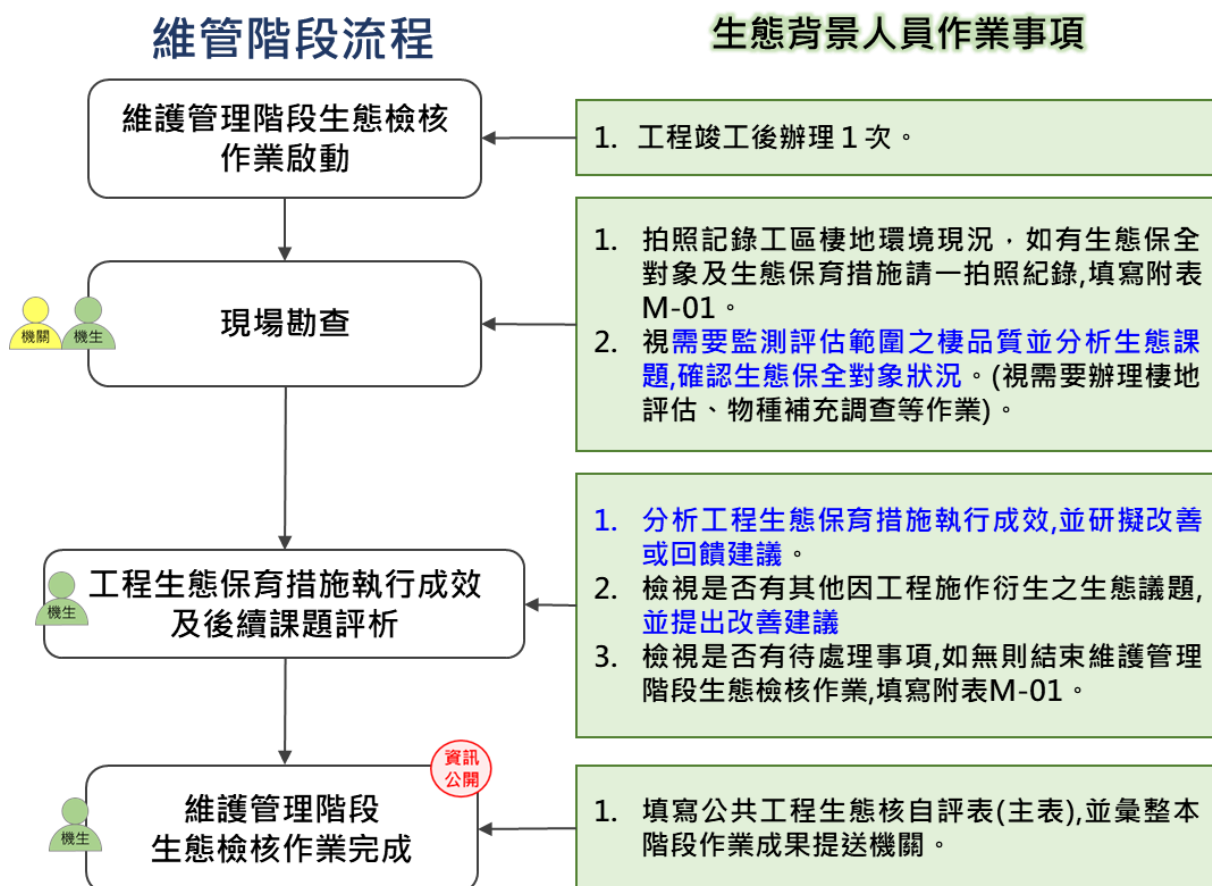 維管階段流程
生態背景人員作業事項
維護管理階段生態檢核
作業啟動
1. 工程竣工後辦理1次。
現場勘查
機關
機生
1. 拍照記錄工區棲地環境現況，如有生態保全
對象及生態保育措施請一拍照紀錄,填寫附表
M-01。
2. 視需要監測評估範圍之棲品質並分析生態課
題,確認生態保全對象狀況。(視需要辦理棲地
評估、物種補充調查等作業)。
工程生態保育措施執行成效
及後續課題評析
機生
1. 分析工程生態保育措施執行成效,並研擬改善
或回饋建議。
2. 檢視是否有其他因工程施作衍生之生態議題,
並提出改善建議
3. 檢視是否有待處理事項,如無則結束維護管理
階段生態檢核作業,填寫附表M-01。
維護管理階段
生態檢核作業完成
機生
資訊
公開
1. 填寫公共工程生態核自評表(主表),並彙整本
階段作業成果提送機關。